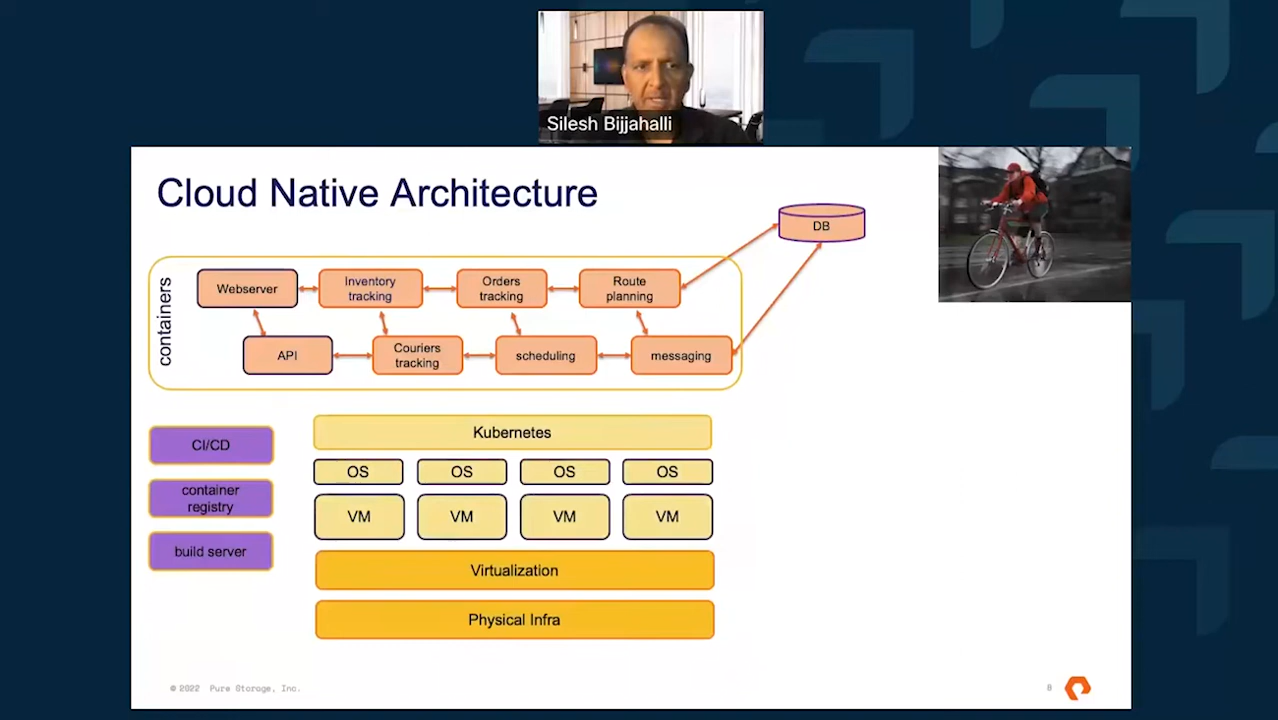 Silesh Bijjahalli
Cloud Native Architecture
DB
containers
Webserver
Inventory
tracking
Orders
tracking
Route
planning
API
Couriers
tracking
scheduling
messaging
CI/CD
container
registry
build server
Kubernetes
OS
OS
OS
OS
VM
VM
VM
VM
Virtualization
Physical Infra
© 2022 Pure Storage, Inc.
8